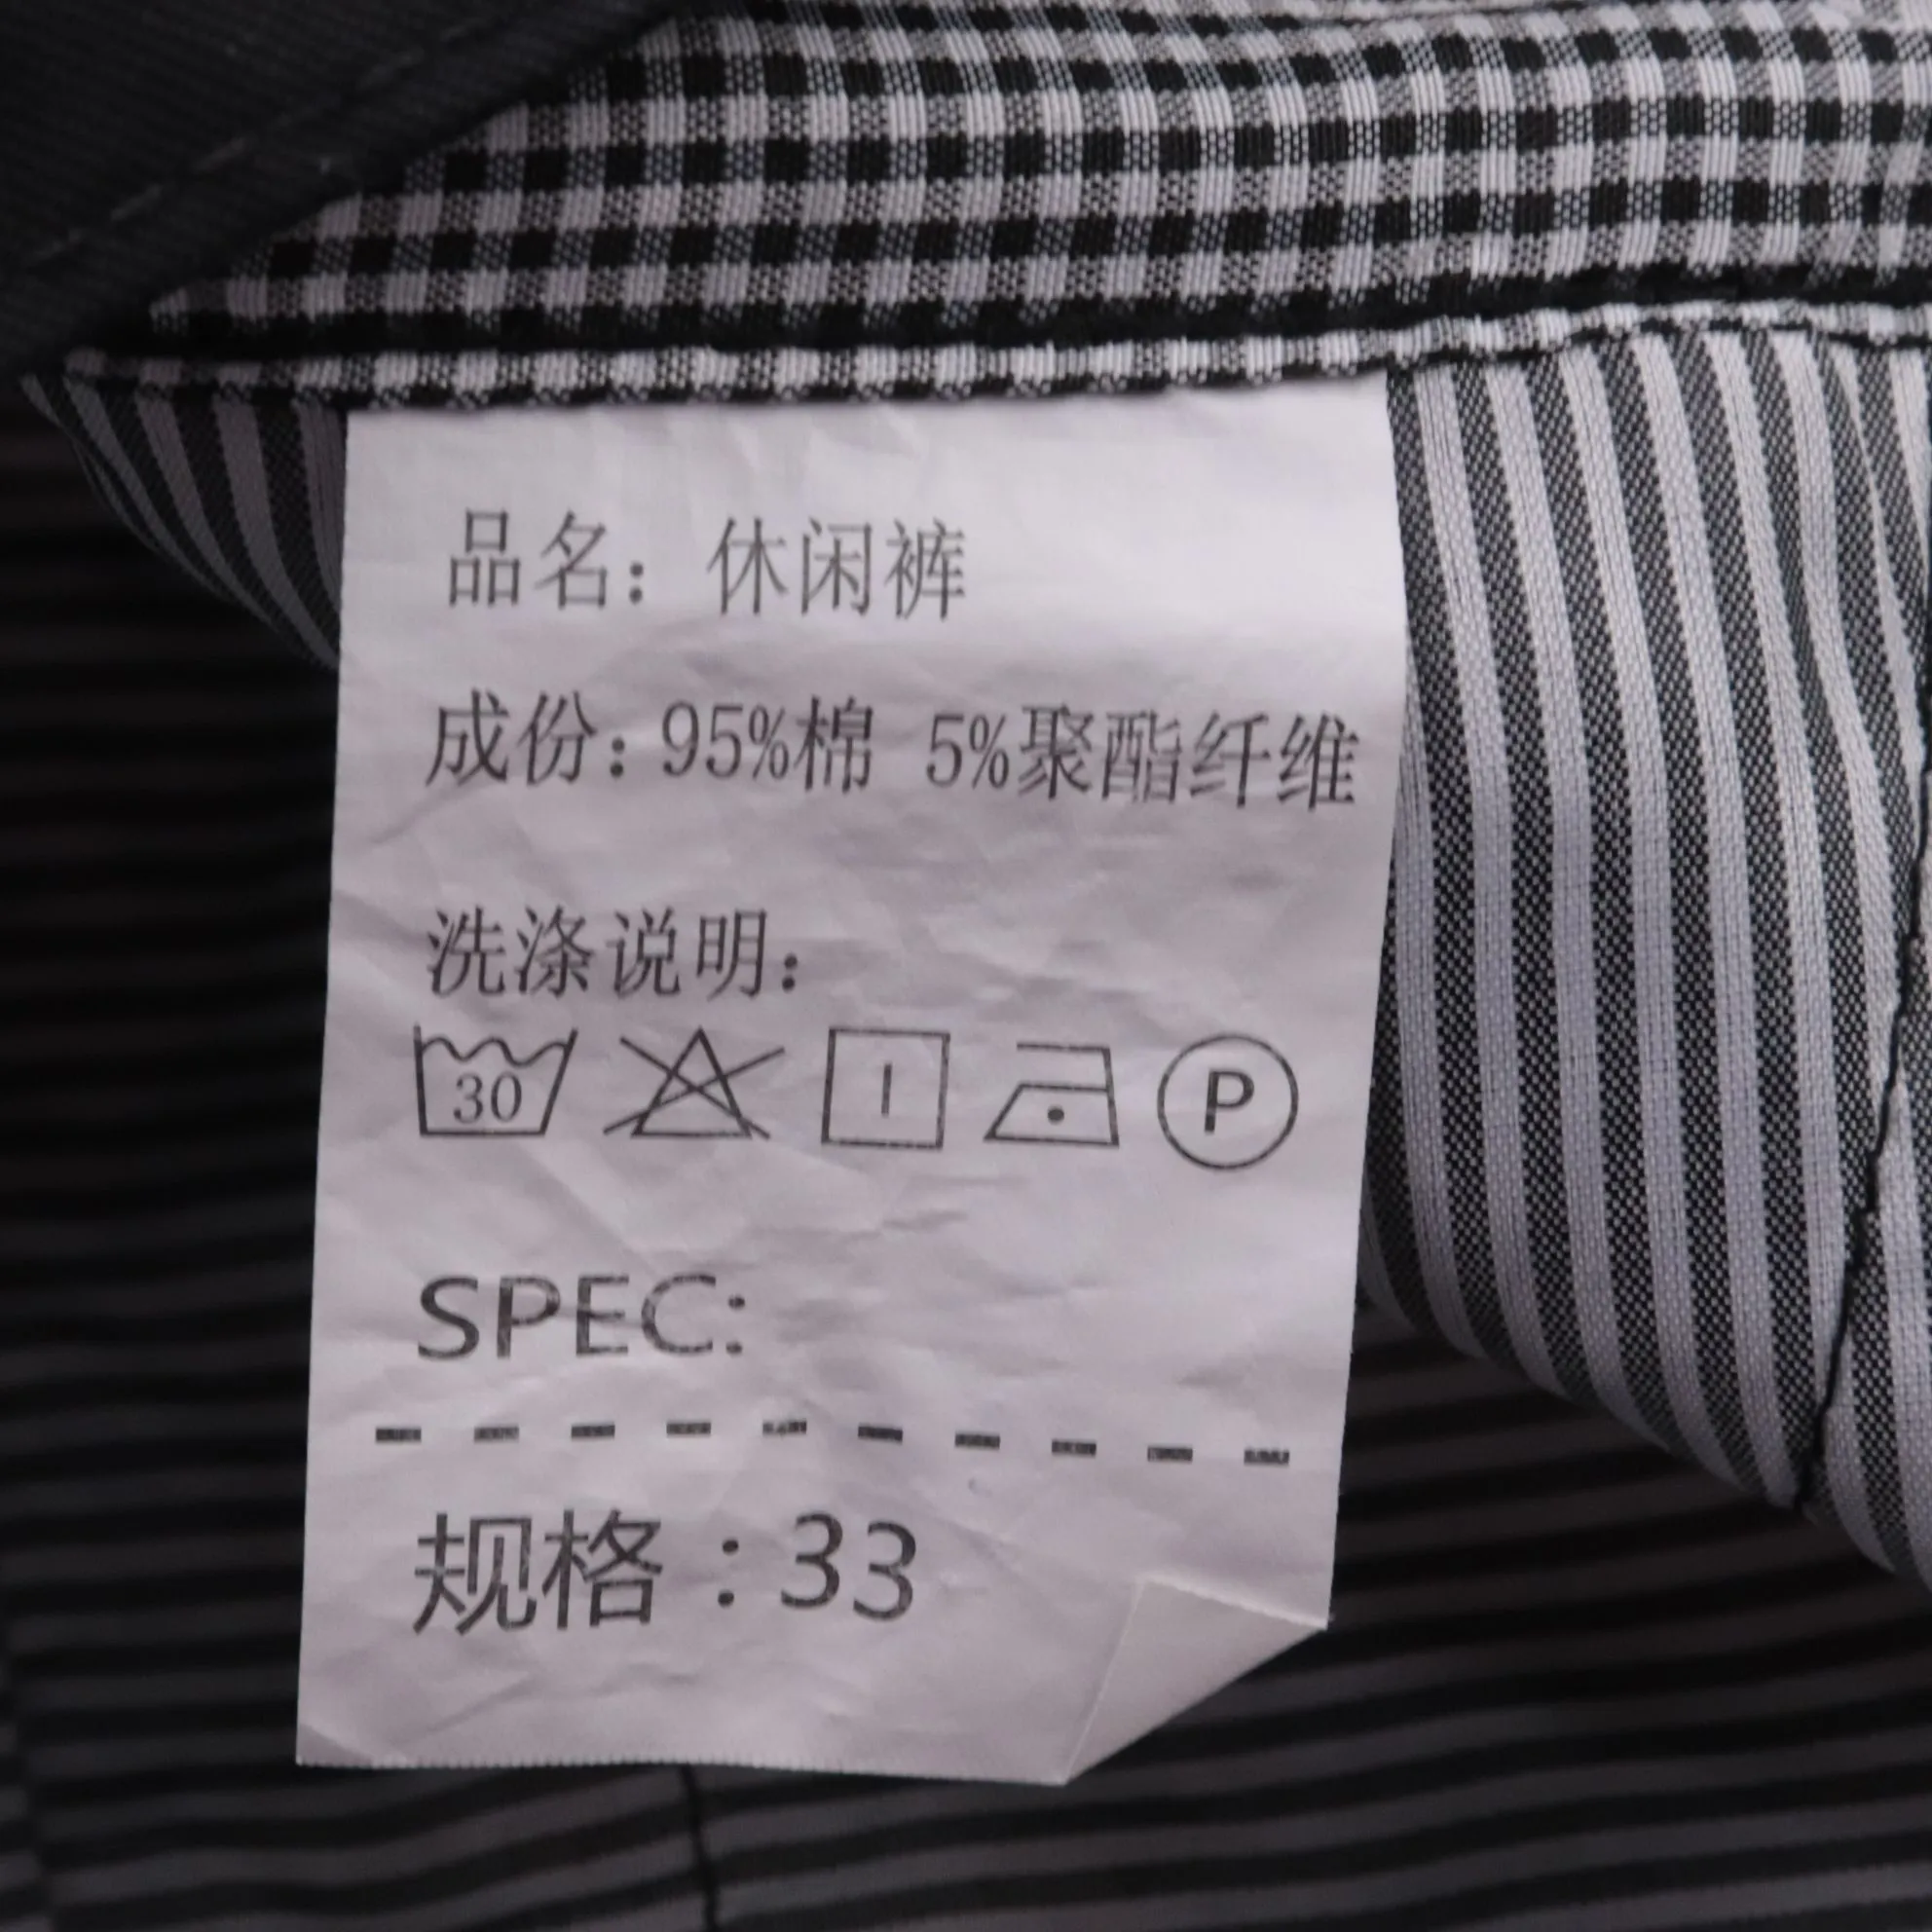 品名：休闲裤
成份：95%棉 5%聚酯纤维
洗涤说明：
30 P
SPEC:
规格：33